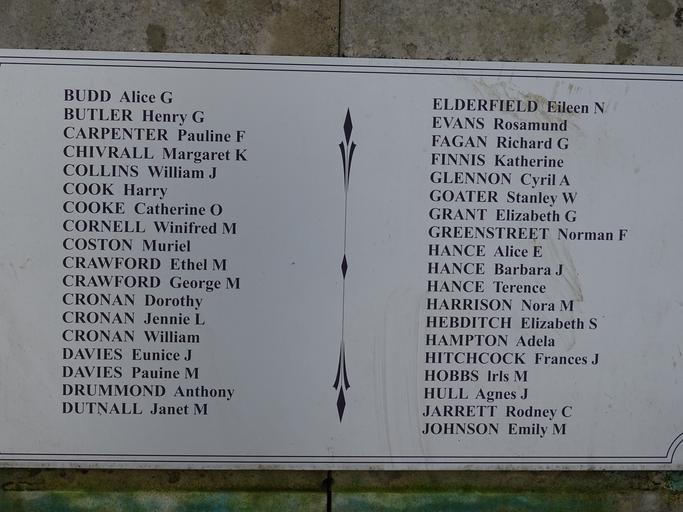 BUDD Alice G
BUTLER Henry G
CARPENTER Pauline F
CHIVRALL Margaret K
COLLINS William J
COOK Harry
COOKE Catherine O
CORNELL Winifred M
COSTON Muriel
CRAWFORD Ethel M
CRAWFORD George M
CRONAN Dorothy
CRONAN Jennie L
CRONAN William
DAVIES Eunice J
DAVIES Pauine M
DRUMMOND Anthony
DUTNALL Janet M
ELDERFIELD Eileen N
EVANS Rosamund
FAGAN Richard G
FINNIS Katherine
GLENNON Cyril A
GOATER Stanley W
GRANT Elizabeth G
GREENSTREET Norman F
HANCE Alice E
HANCE Barbara J
HANCE Terence
HARRISON Nora M
HEBDITCH Elizabeth S
HAMPTON Adela
HITCHCOCK Frances J
HOBBS lrls M
HULL Agnes J
JARRETT Rodney C
JOHNSON Emily M